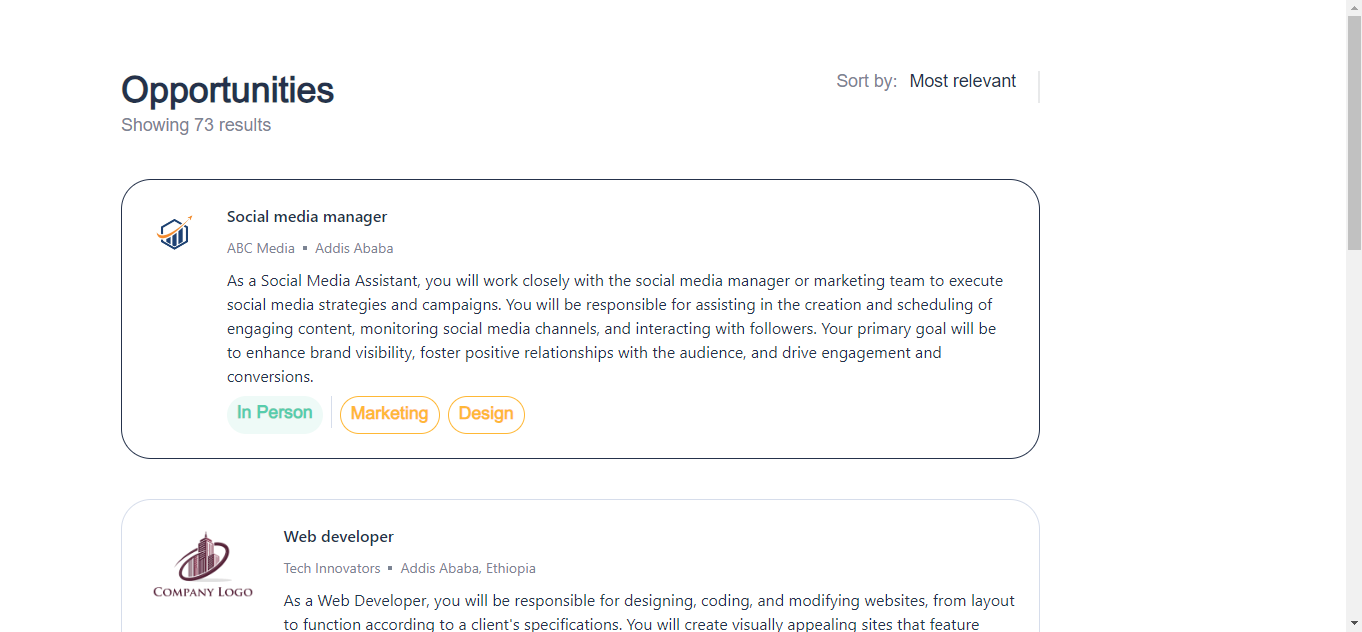 Opportunities
Sort by: Most relevant
Showing 73 results
Social media manager
ABC Media ▪ Addis Ababa
As a Social Media Assistant, you will work closely with the social media manager or marketing team to execute
social media strategies and campaigns. You will be responsible for assisting in the creation and scheduling of
engaging content, monitoring social media channels, and interacting with followers. Your primary goal will be
to enhance brand visibility, foster positive relationships with the audience, and drive engagement and
conversions.
In Person Marketing Design
Web developer
Tech Innovators ▪ Addis Ababa, Ethiopia
COMPANY LOGO
As a Web Developer, you will be responsible for designing, coding, and modifying websites, from layout
to function according to a client's specifications. You will create visually appealing sites that feature